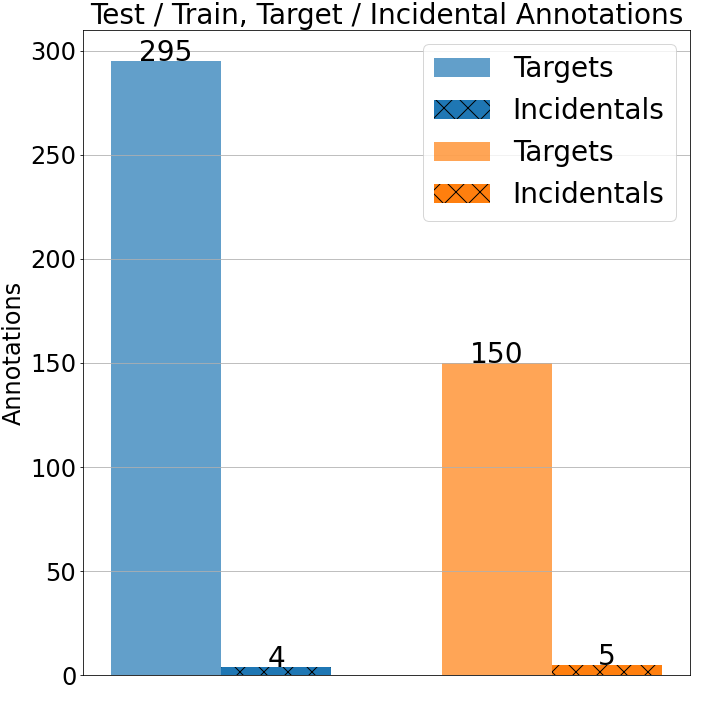 Test / Train, Target / Incidental Annotations
295
Targets
Incidentals
Targets
Incidentals
150
4
5
Annotations
300
250
200
150
100
50
0